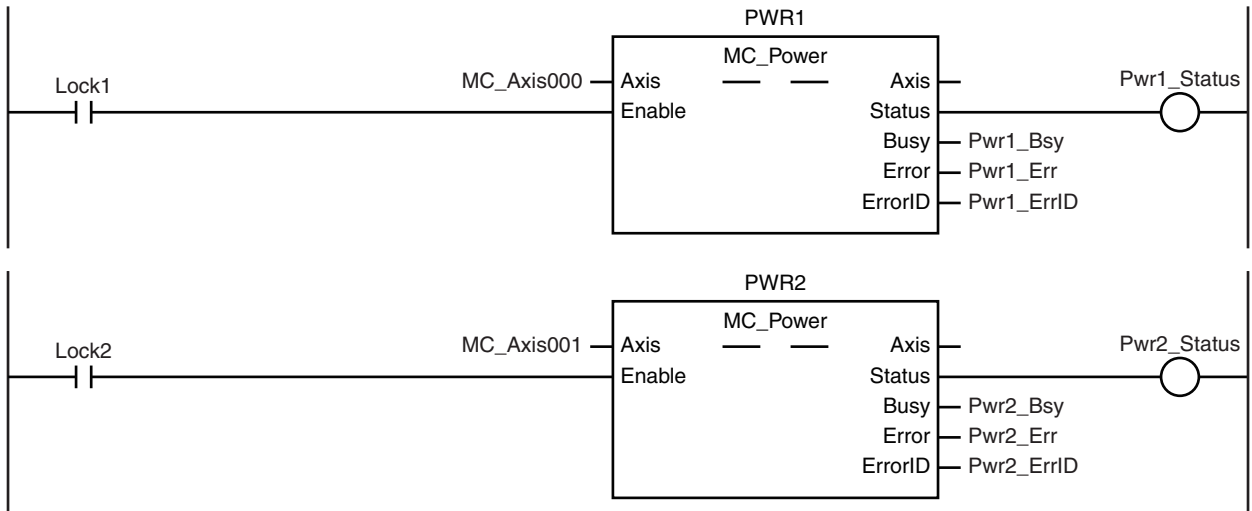 PWR1
MC_Power
Lock1
MC_Axis000
Axis
Axis
Pwr1_Status
Enable
Status
Busy
Pwr1_Bsy
Error
Pwr1_Err
ErrorID
Pwr1_ErrID
PWR2
MC_Power
Lock2
MC_Axis001
Axis
Axis
Pwr2_Status
Enable
Status
Busy
Pwr2_Bsy
Error
Pwr2_Err
ErrorID
Pwr2_ErrID